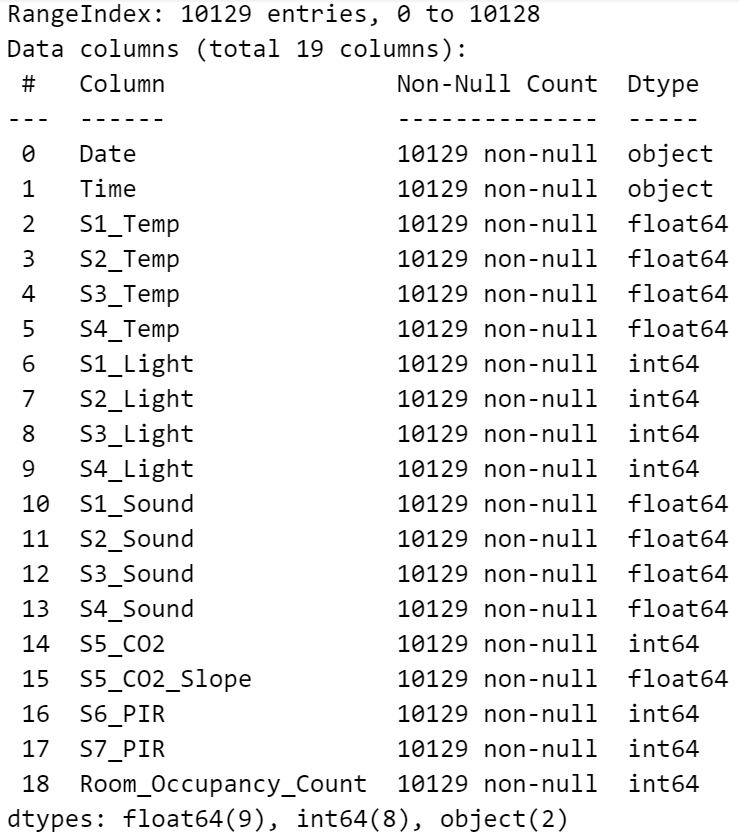 RangeIndex: 10129 entries, 0 to 10128
Data columns (total 19 columns):
 #   Column                Non-Null Count  Dtype
---  ------                --------------  -----
 0   Date                  10129 non-null  object
 1   Time                  10129 non-null  object
 2   S1_Temp               10129 non-null  float64
 3   S2_Temp               10129 non-null  float64
 4   S3_Temp               10129 non-null  float64
 5   S4_Temp               10129 non-null  float64
 6   S1_Light              10129 non-null  int64
 7   S2_Light              10129 non-null  int64
 8   S3_Light              10129 non-null  int64
 9   S4_Light              10129 non-null  int64
 10  S1_Sound              10129 non-null  float64
 11  S2_Sound              10129 non-null  float64
 12  S3_Sound              10129 non-null  float64
 13  S4_Sound              10129 non-null  float64
 14  S5_CO2                10129 non-null  int64
 15  S5_CO2_Slope          10129 non-null  float64
 16  S6_PIR                10129 non-null  int64
 17  S7_PIR                10129 non-null  int64
 18  Room_Occupancy_Count  10129 non-null  int64
dtypes: float64(9), int64(8), object(2)